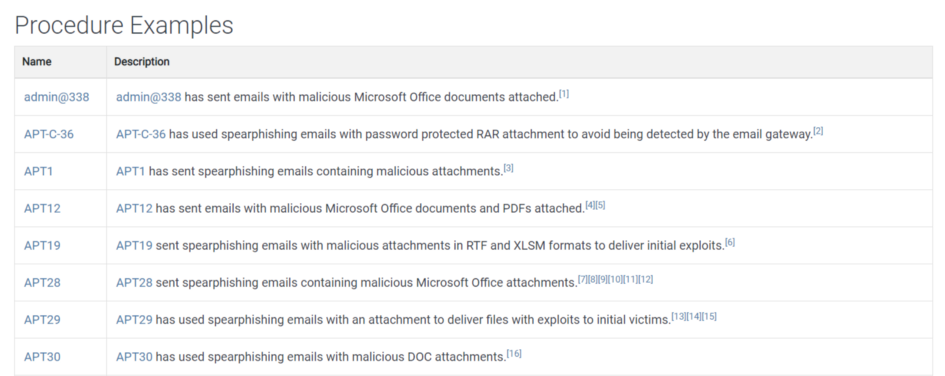 Procedure Examples
Name Description
admin@338 admin@338 has sent emails with malicious Microsoft Office documents attached.[1]
APT-C-36 APT-C-36 has used spearphishing emails with password protected RAR attachment to avoid being detected by the email gateway.[2]
APT1 APT1 has sent spearphishing emails containing malicious attachments.[3]
APT12 APT12 has sent emails with malicious Microsoft Office documents and PDFs attached.[4][5]
APT19 APT19 sent spearphishing emails with malicious attachments in RTF and XLSM formats to deliver initial exploits.[6]
APT28 APT28 sent spearphishing emails containing malicious Microsoft Office attachments.[7][8][9][10][11][12]
APT29 APT29 has used spearphishing emails with an attachment to deliver files with exploits to initial victims.[13][14][15]
APT30 APT30 has used spearphishing emails with malicious DOC attachments.[16]